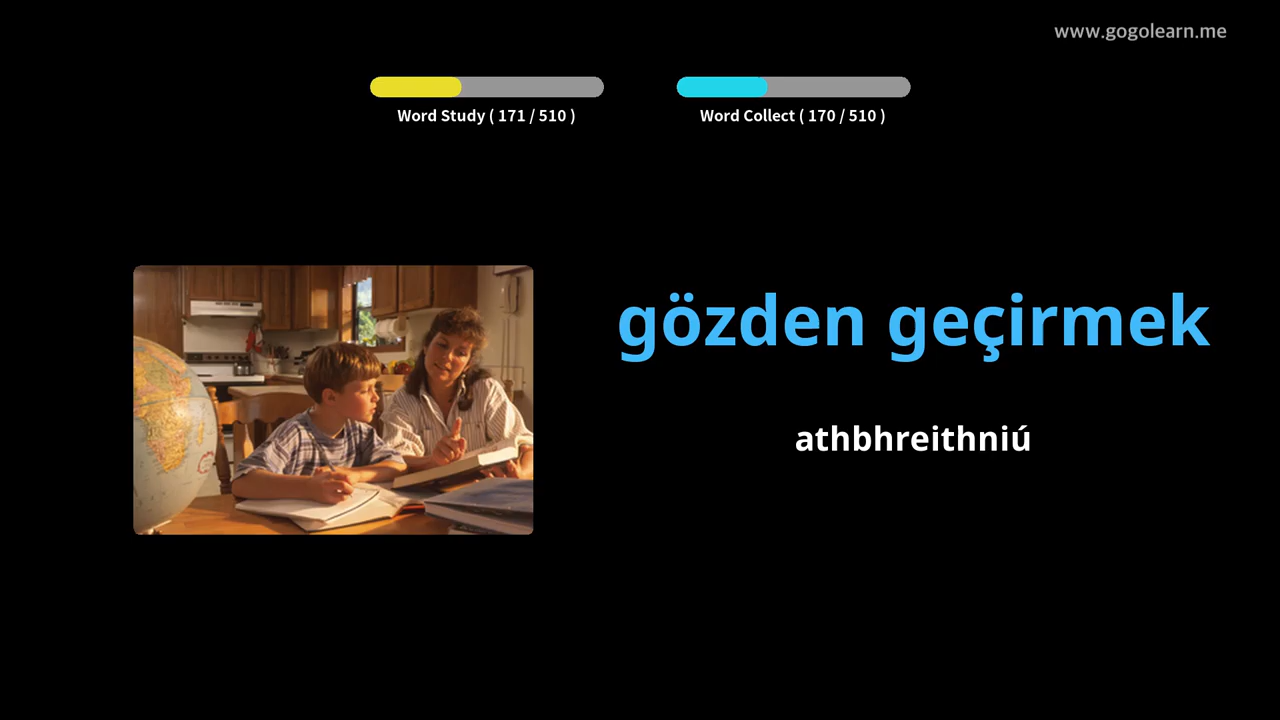 www.gogolearn.me
Word Study ( 171 / 510 )
Word Collect ( 170 / 510 )
gözden geçirmek
athbhreithniú